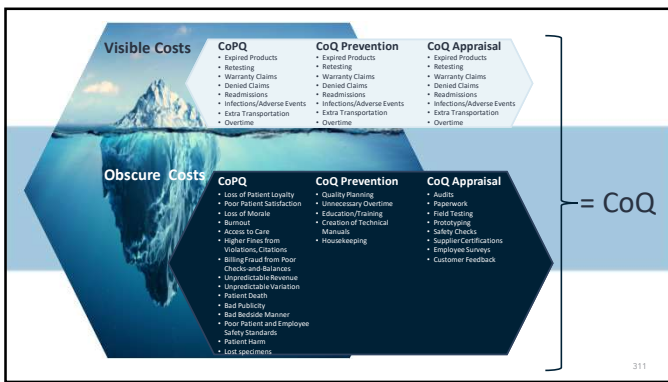 Visible Costs
CoPQ
• Expired Products
• Retesting
• Warranty Claims
• Denied Claims
• Readmissions
• Infections/Adverse Events
• Extra Transportation
• Overtime
CoQ Prevention
• Expired Products
• Retesting
• Warranty Claims
• Denied Claims
• Readmissions
• Infections/Adverse Events
• Extra Transportation
• Overtime
CoQ Appraisal
• Expired Products
• Retesting
• Warranty Claims
• Denied Claims
• Readmissions
• Infections/Adverse Events
• Extra Transportation
• Overtime
Obscure Costs
CoPQ
• Loss of Patient Loyalty
• Poor Patient Satisfaction
• Loss of Morale
• Burnout
• Access to Care
• Higher Fines from
Violations, Citations
• Billing Fraud from Poor
Checks-and-Balances
• Unpredictable Revenue
• Unpredictable Variation
• Patient Death
• Bad Publicity
• Bad Bedside Manner
• Poor Patient and Employee
Safety Standards
• Patient Harm
• Lost specimens
CoQ Prevention
• Quality Planning
• Unnecessary Overtime
• Education/Training
• Creation of Technical
Manuals
• Housekeeping
CoQ Appraisal
• Audits
• Paperwork
• Field Testing
• Prototyping
• Safety Checks
• Supplier Certifications
• Employee Surveys
• Customer Feedback
= CoQ
311